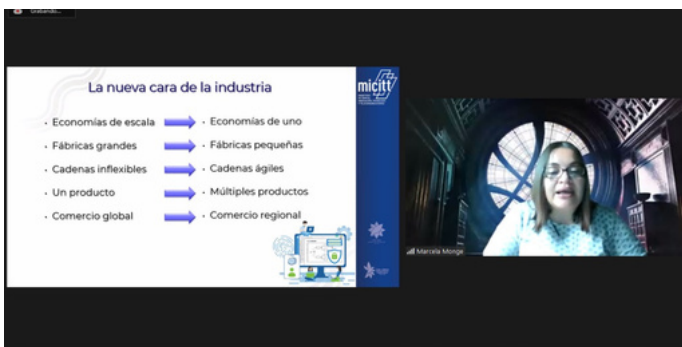 Grabando...
La nueva cara de la industria
micitt
· Economías de escala
· Economías de uno
· Fábricas grandes
· Fábricas pequeñas
· Cadenas inflexibles
· Cadenas ágiles
· Un producto
· Múltiples productos
· Comercio global
· Comercio regional
Marcela Monge